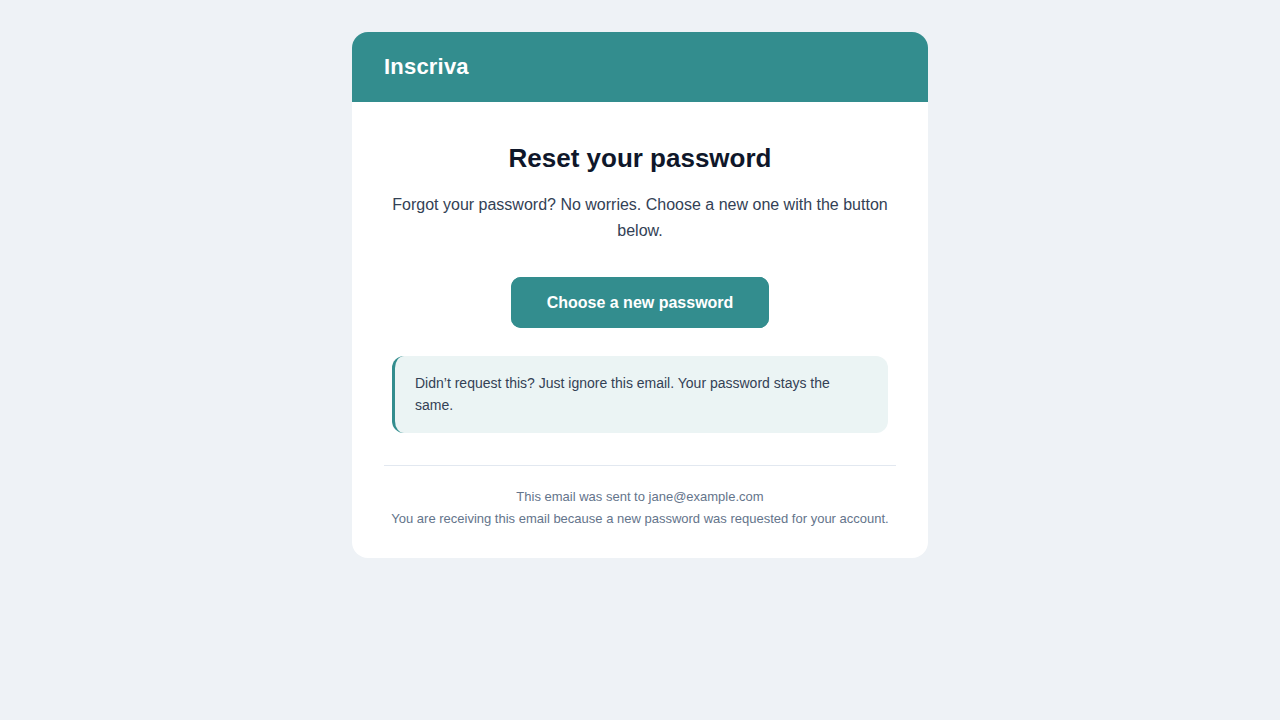 Inscriva
Reset your password
Forgot your password? No worries. Choose a new one with the button
below.
Choose a new password
Didn’t request this? Just ignore this email. Your password stays the
same.
This email was sent to jane@example.com
You are receiving this email because a new password was requested for your account.